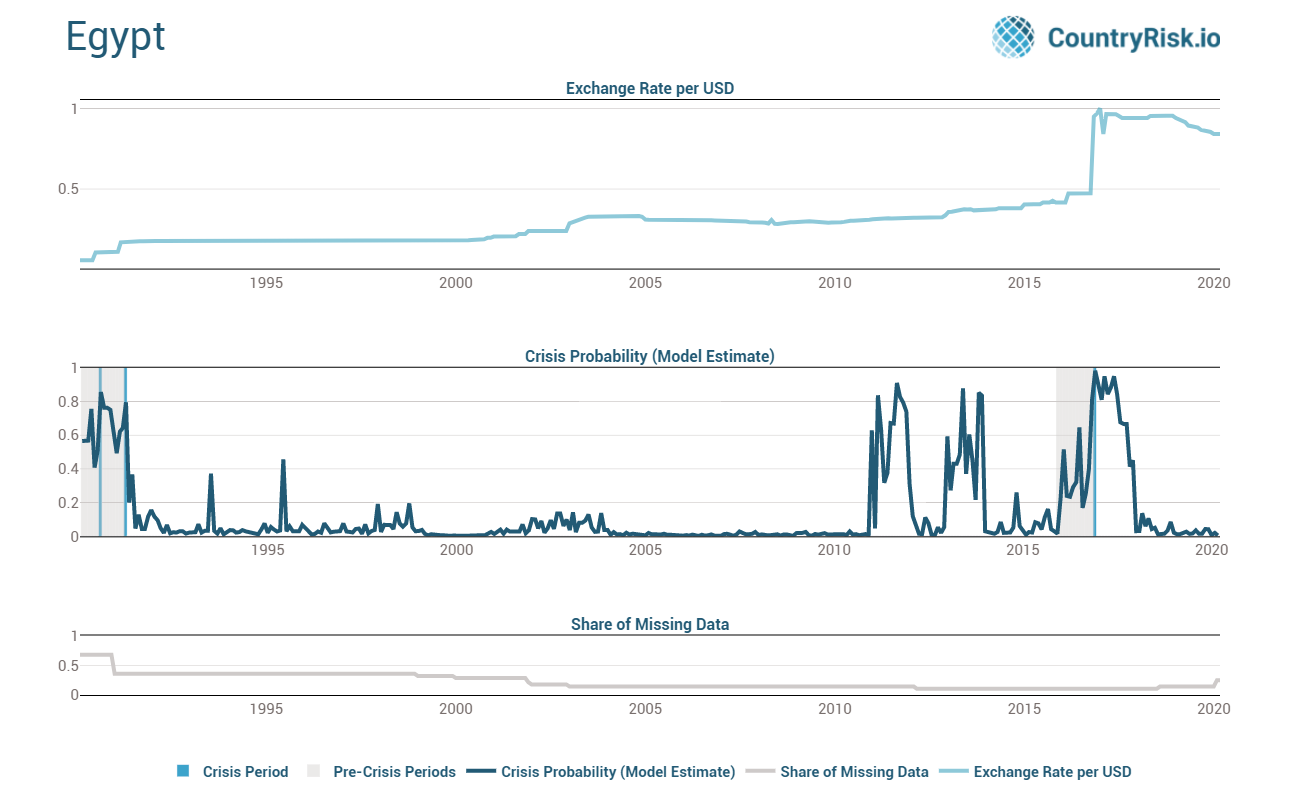 Egypt
CountryRisk.io
Exchange Rate per USD
1
0.5
1995 2000 2005 2010 2015 2020
Crisis Probability (Model Estimate)
1
0.8
0.6
0.4
0.2
0
1995 2000 2005 2010 2015 2020
Share of Missing Data
1
0.5
0
1995 2000 2005 2010 2015 2020
Crisis Period Pre-Crisis Periods Crisis Probability (Model Estimate) Share of Missing Data Exchange Rate per USD